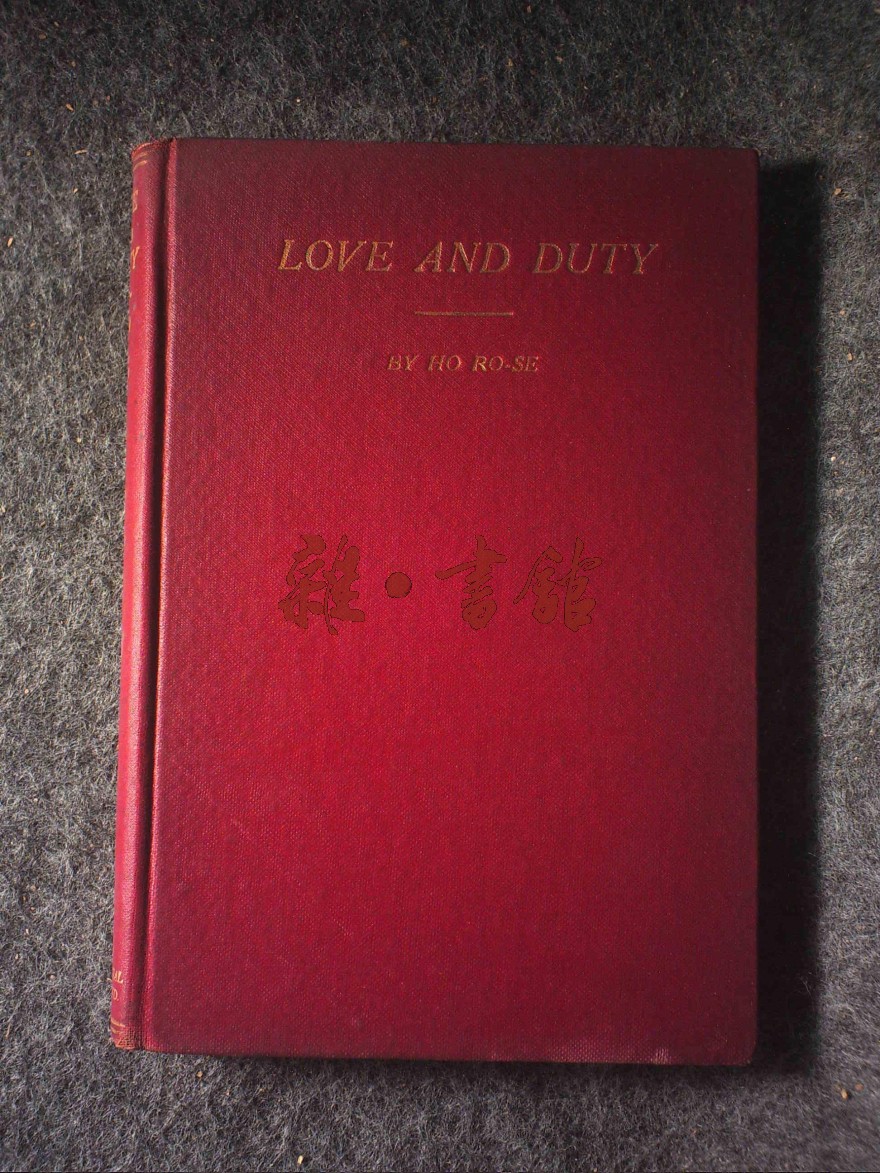 LOVE AND DUTY
BY HO RO-SE
雜·書館